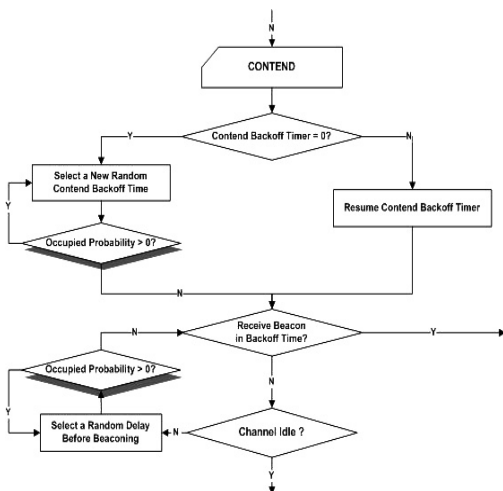 N
CONTEND
Contend Backoff Timer = 0?
Y
N
Select a New Random
Contend Backoff Time
Resume Contend Backoff Timer
Y
Occupied Probability > 0?
N
Receive Beacon
in Backoff Time?
N
Y
Occupied Probability > 0?
N
Y
Select a Random Delay
Before Beaconing
N
Channel Idle ?
Y